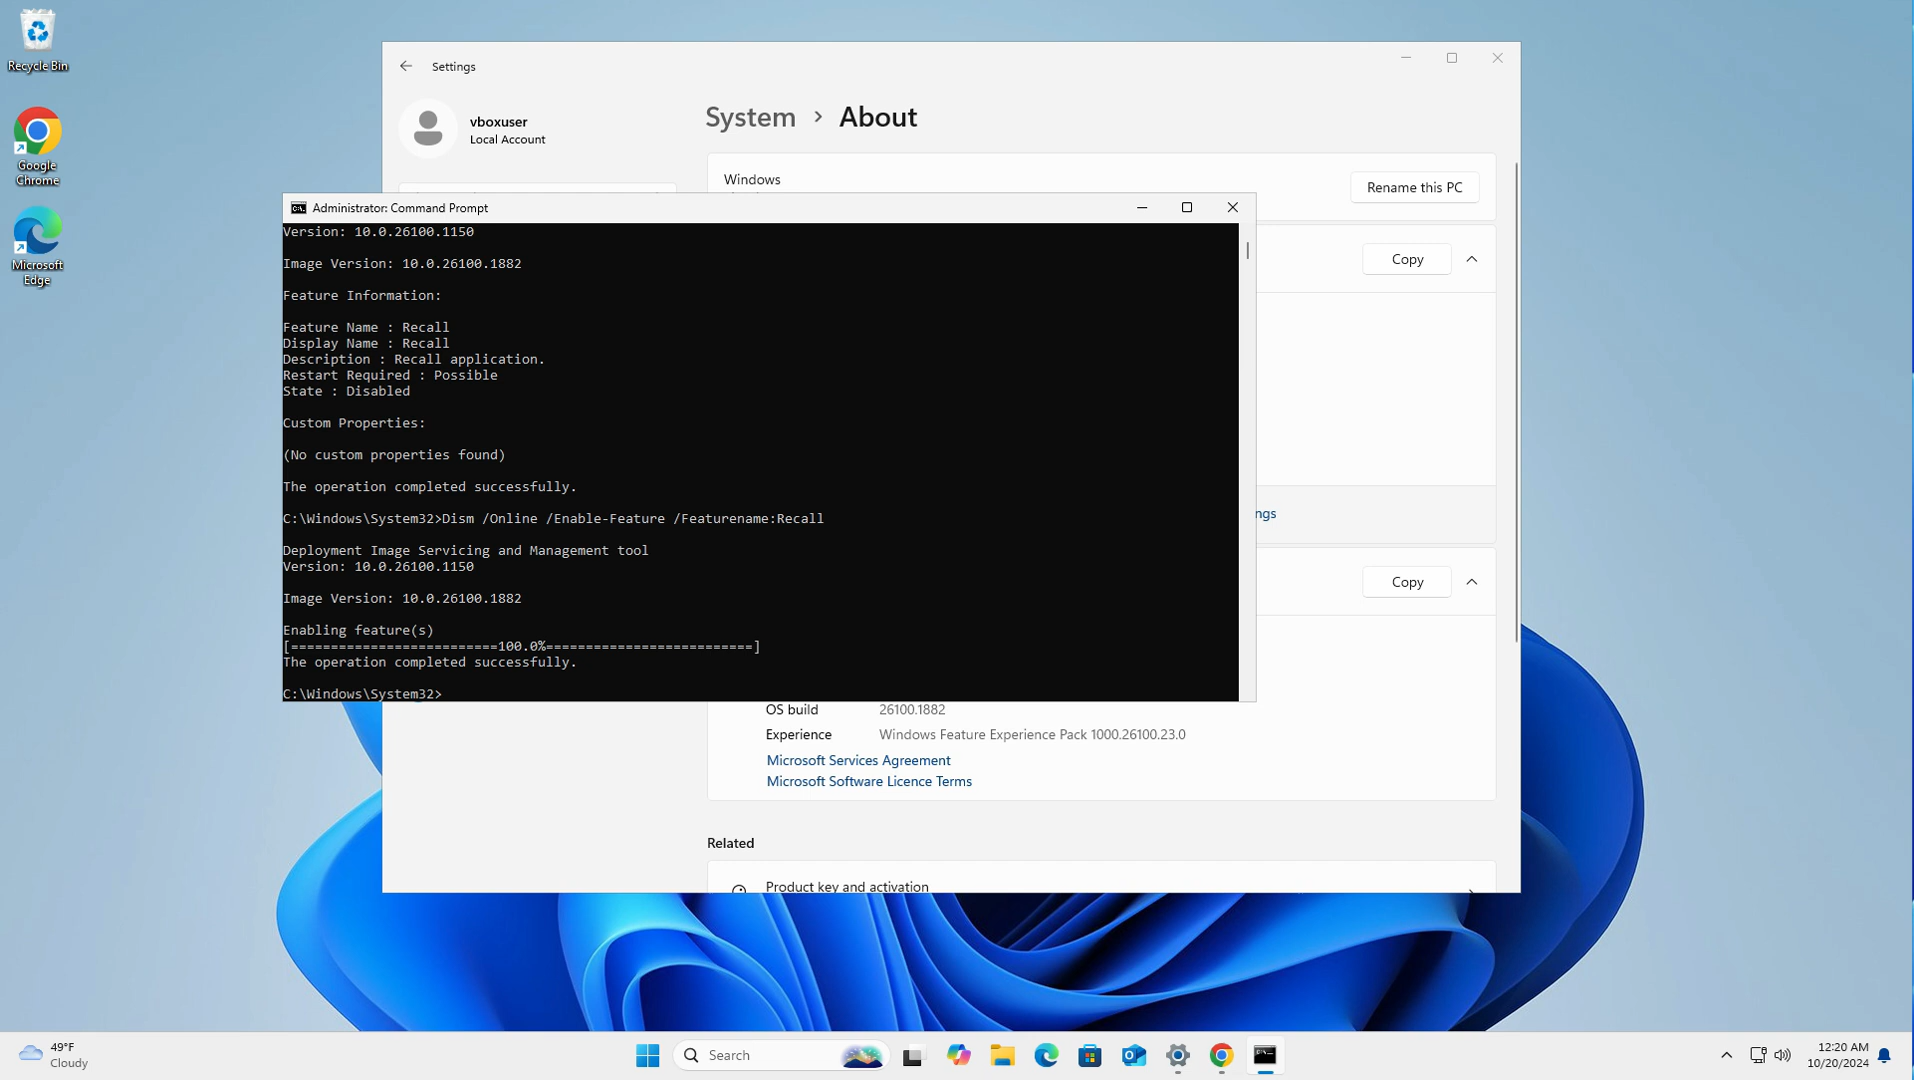 Recycle Bin
Google
Chrome
Microsoft
Edge
Settings
vboxuser
Local Account
System > About
Windows
Rename this PC
Copy
ngs
Copy
Administrator: Command Prompt
Version: 10.0.26100.1150
Image Version: 10.0.26100.1882
Feature Information:
Feature Name : Recall
Display Name : Recall
Description : Recall application.
Restart Required : Possible
State : Disabled
Custom Properties:
(No custom properties found)
The operation completed successfully.
C:\Windows\System32>Dism /Online /Enable-Feature /Featurename:Recall
Deployment Image Servicing and Management tool
Version: 10.0.26100.1150
Image Version: 10.0.26100.1882
Enabling feature(s)
[==========================100.0%==========================]
The operation completed successfully.
C:\Windows\System32>
OS build 26100.1882
Experience Windows Feature Experience Pack 1000.26100.23.0
Microsoft Services Agreement
Microsoft Software Licence Terms
Related
Product key and activation
49°F
Cloudy
Search
12:20 AM
10/20/2024